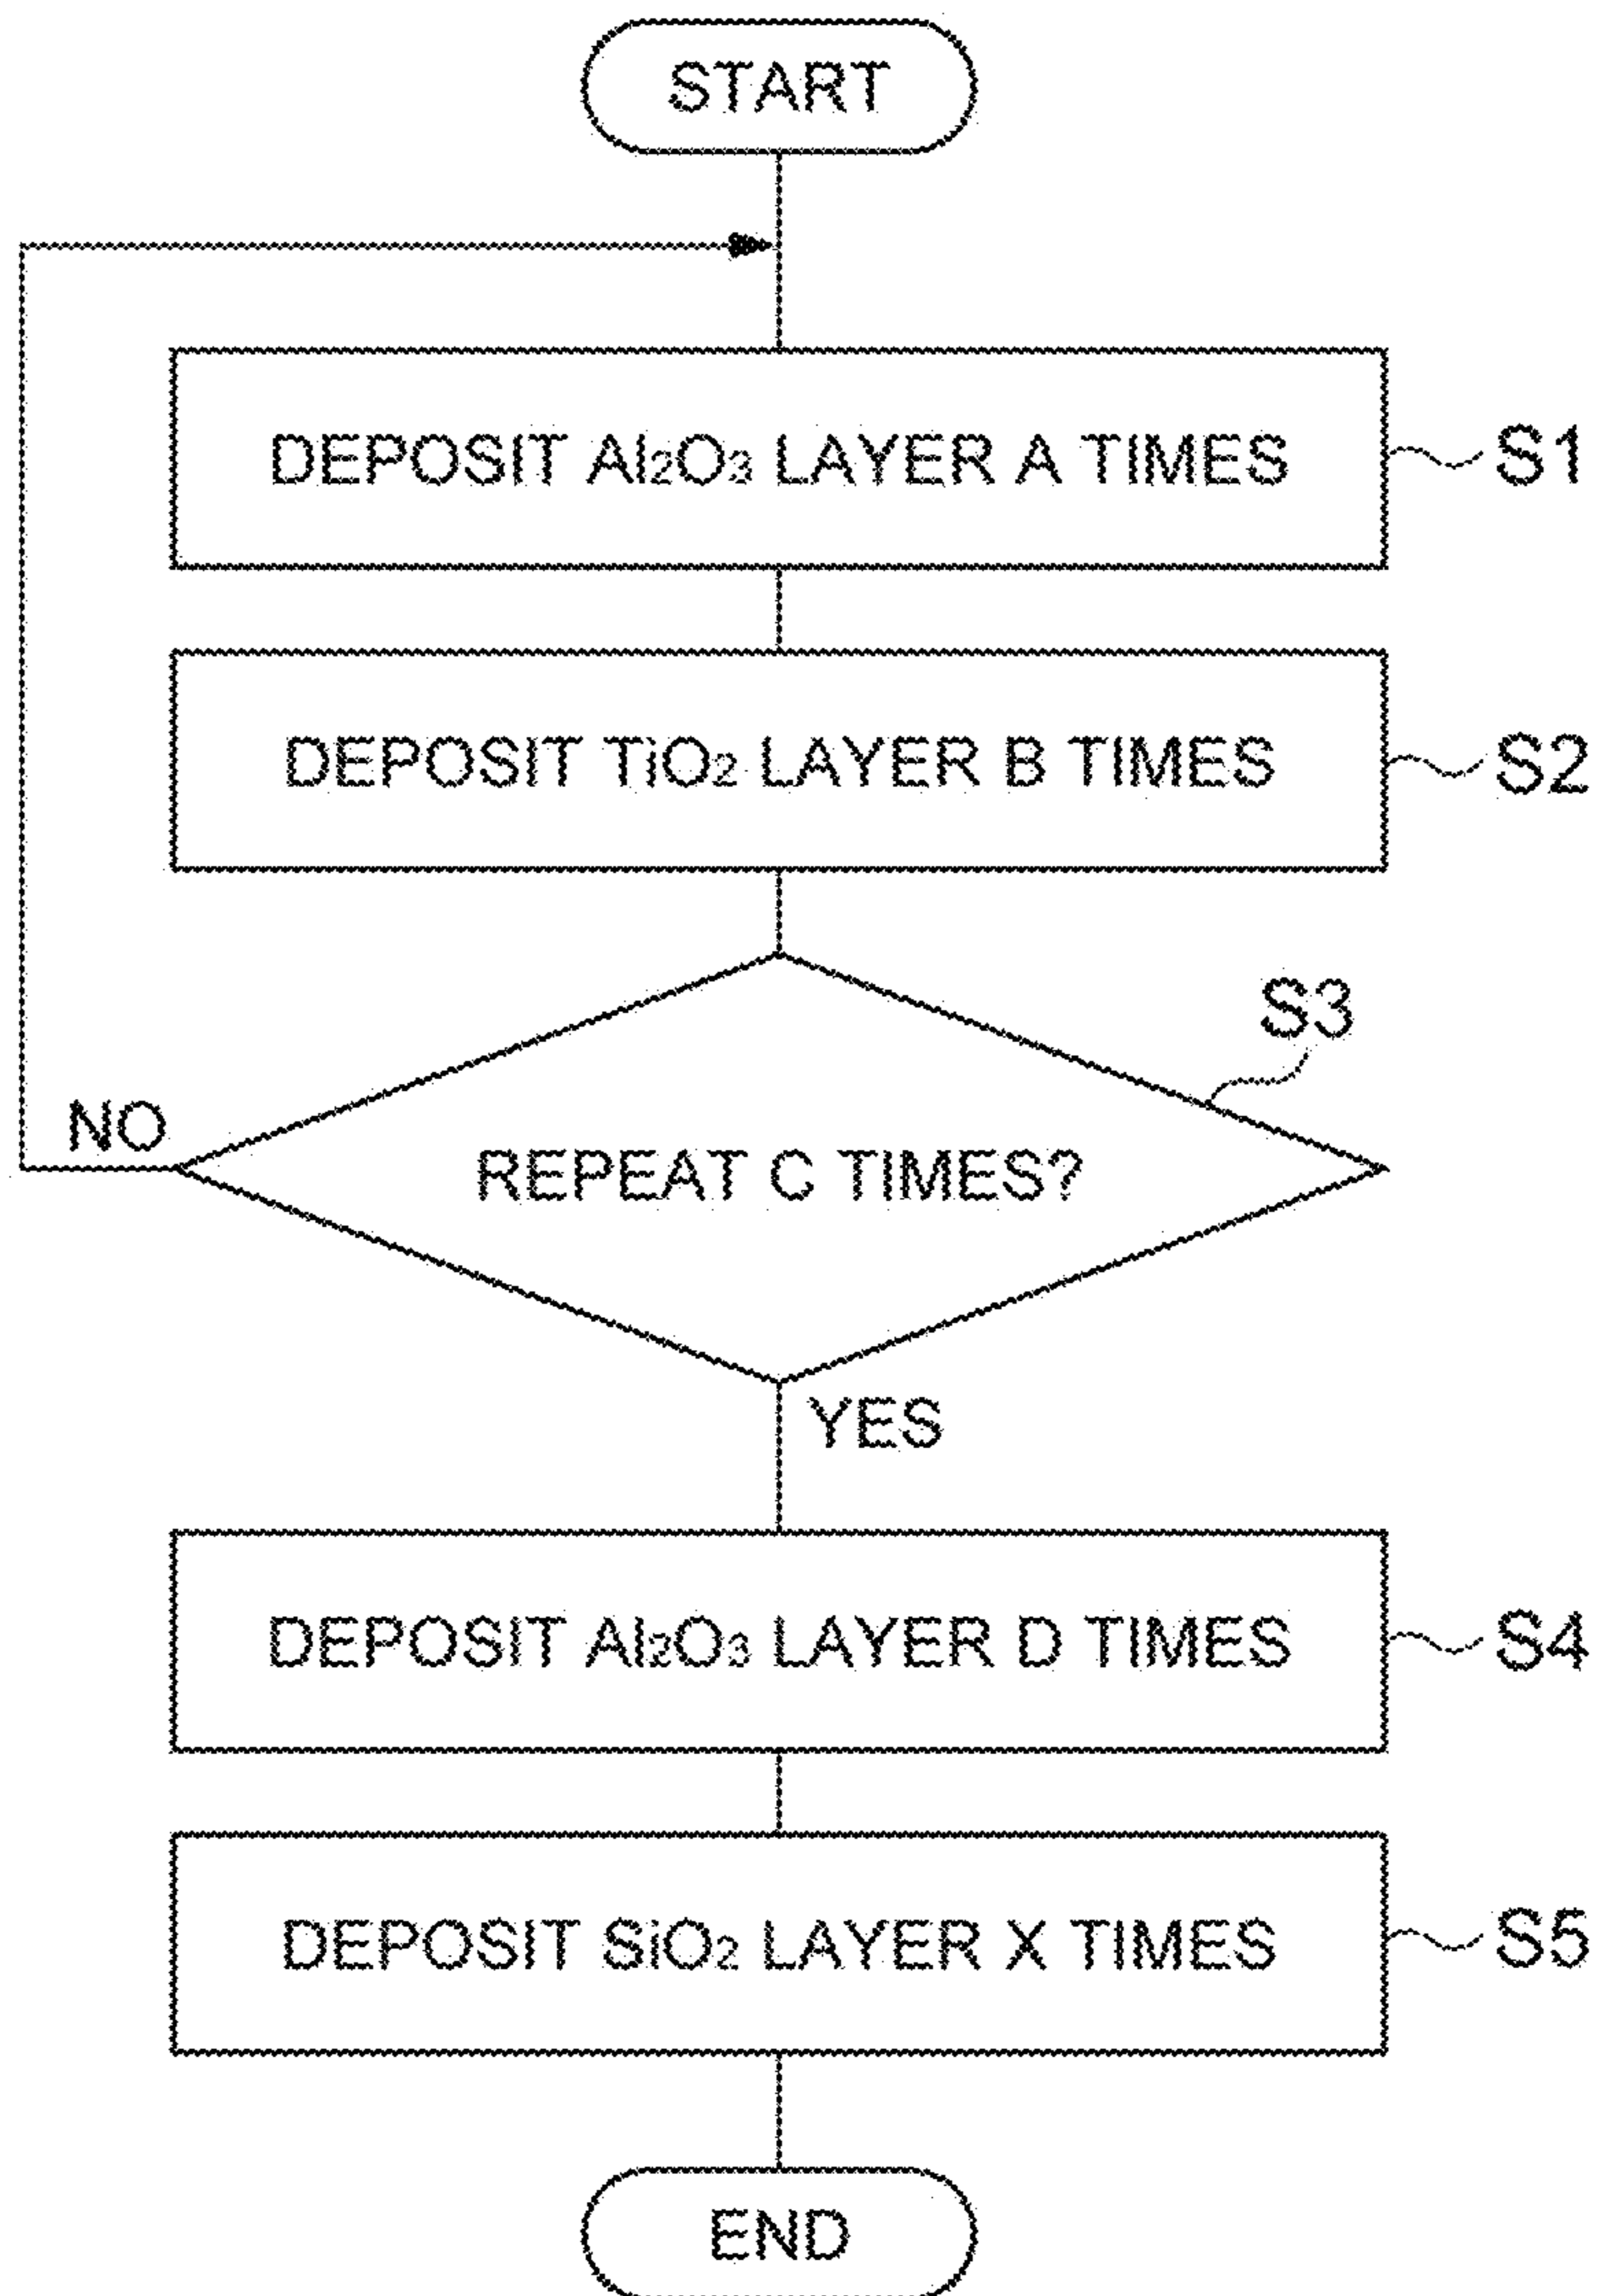 START
DEPOSIT Al₂O₃ LAYER A TIMES
S1
DEPOSIT TiO₂ LAYER B TIMES
S2
S3
NO
REPEAT C TIMES?
YES
DEPOSIT Al₂O₃ LAYER D TIMES
S4
DEPOSIT SiO₂ LAYER X TIMES
S5
END